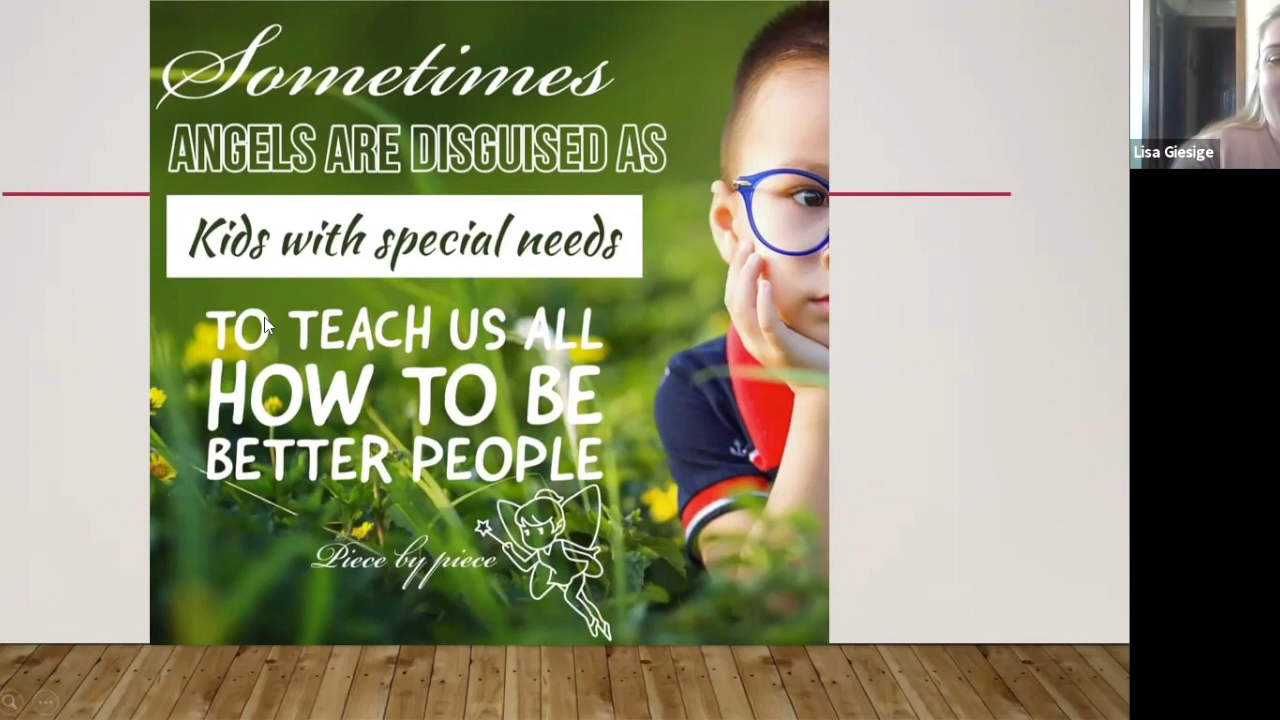 Sometimes
ANGELS ARE DISGUISED AS
Kids with special needs
TO TEACH US ALL
HOW TO BE
BETTER PEOPLE
Piece by piece
Lisa Giesige